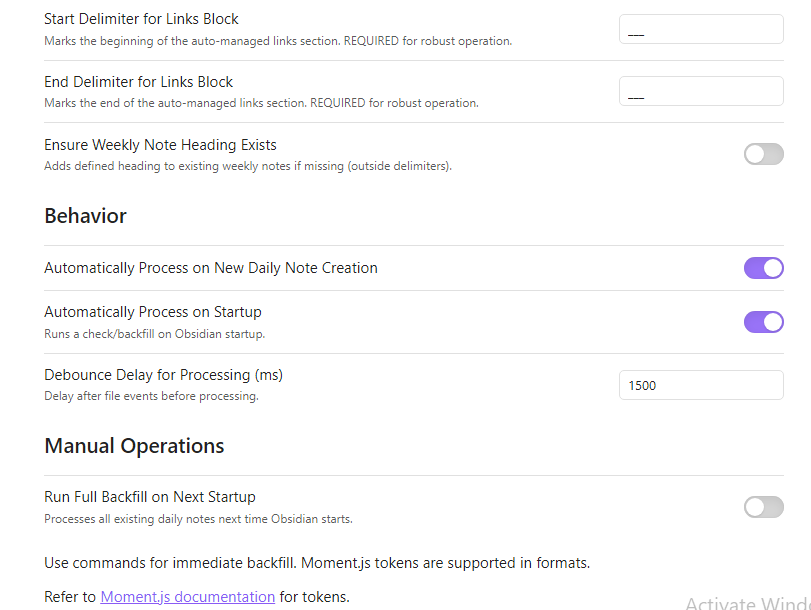 Start Delimiter for Links Block
Marks the beginning of the auto-managed links section. REQUIRED for robust operation.
___
End Delimiter for Links Block
Marks the end of the auto-managed links section. REQUIRED for robust operation.
___
Ensure Weekly Note Heading Exists
Adds defined heading to existing weekly notes if missing (outside delimiters).
Behavior
Automatically Process on New Daily Note Creation
Automatically Process on Startup
Runs a check/backfill on Obsidian startup.
Debounce Delay for Processing (ms)
Delay after file events before processing.
1500
Manual Operations
Run Full Backfill on Next Startup
Processes all existing daily notes next time Obsidian starts.
Use commands for immediate backfill. Moment.js tokens are supported in formats.
Refer to Moment.js documentation for tokens.
Activate Wind